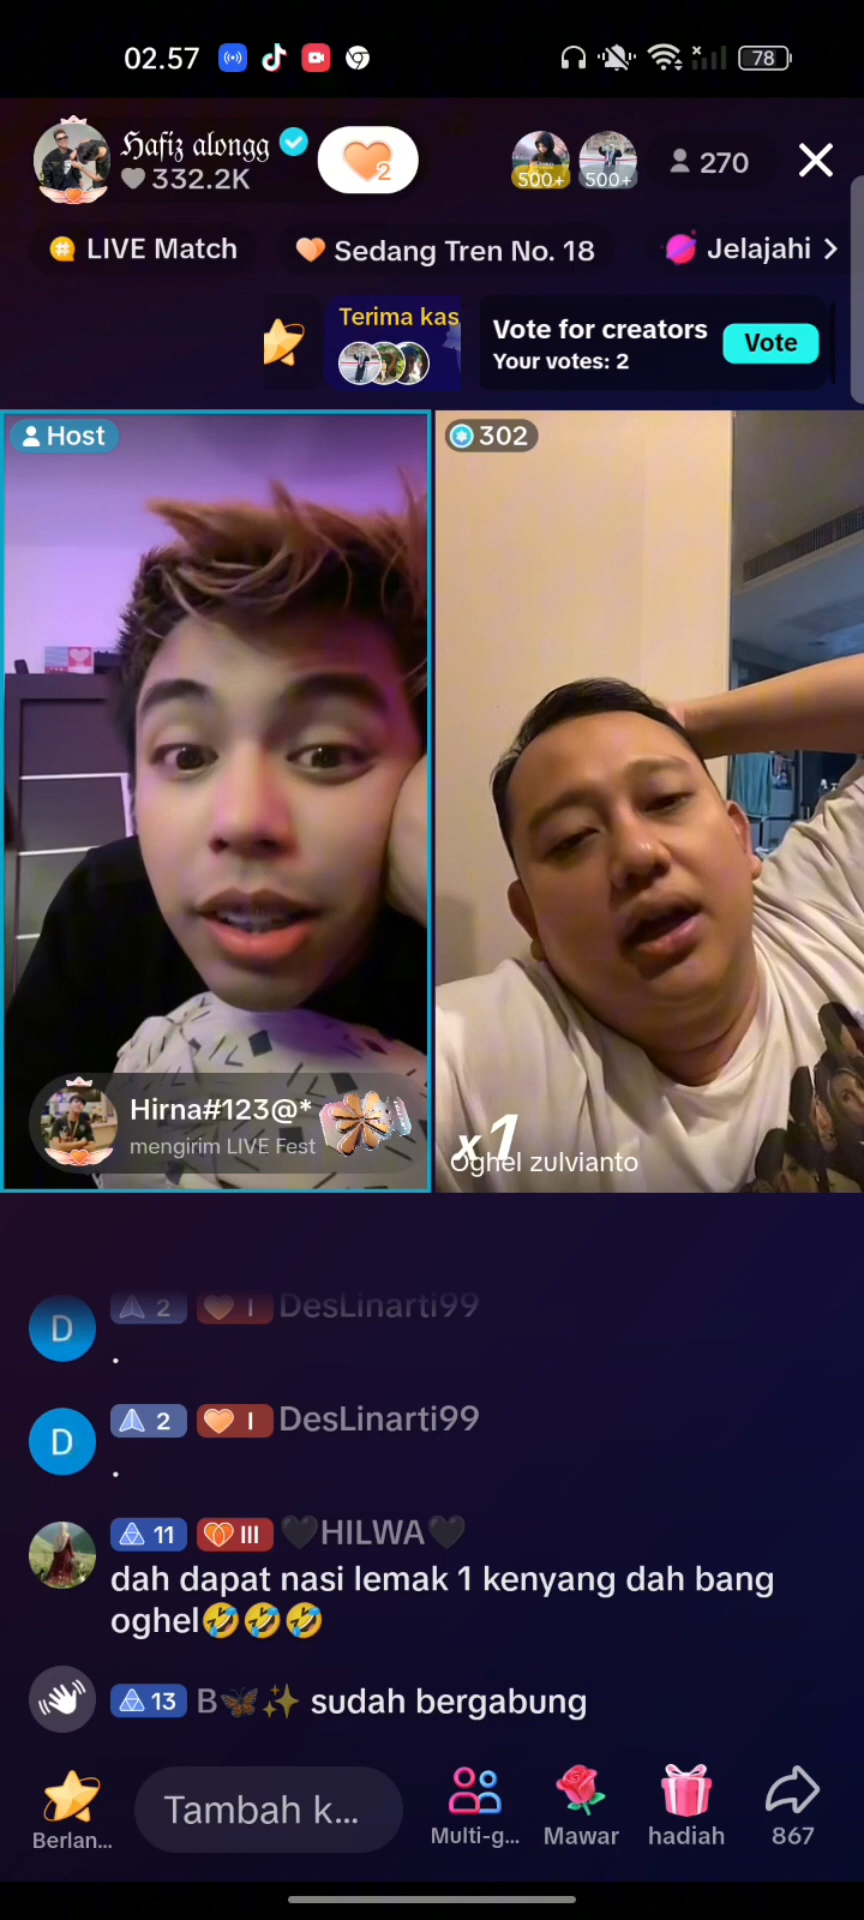 02.57
78
Hafiz alongg
332.2K
2
500+
500+
270
LIVE Match
Sedang Tren No. 18
Jelajahi
Terima kas
Vote for creators
Your votes: 2
Vote
Host
302
Hirna#123@*
mengirim LIVE Fest
x1
Oghel zulvianto
D
2 I DesLinarti99
.
D
2 I DesLinarti99
.
11 III 🖤HILWA🖤
dah dapat nasi lemak 1 kenyang dah bang
oghel🤣🤣🤣
13 B🦋✨ sudah bergabung
Tambah k...
Berlan...
Multi-g...
Mawar
hadiah
867